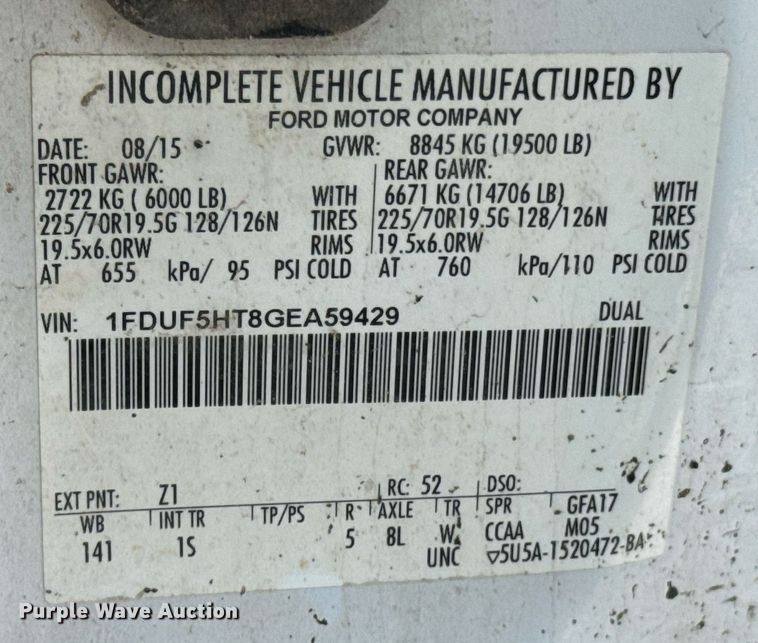 INCOMPLETE VEHICLE MANUFACTURED BY
FORD MOTOR COMPANY
DATE: 08/15 GVWR: 8845 KG (19500 LB)
FRONT GAWR: REAR GAWR:
2722 KG ( 6000 LB) WITH 6671 KG (14706 LB) WITH
225/70R19.5G 128/126N TIRES 225/70R19.5G 128/126N TIRES
19.5x6.0RW RIMS 19.5x6.0RW RIMS
AT 655 kPa/ 95 PSI COLD AT 760 kPa/110 PSI COLD
VIN: 1FDUF5HT8GEA59429 DUAL
EXT PNT: Z1 RC: 52 DSO:
WB INT TR TP/PS R AXLE TR SPR GFA17
141 1S 5 8L W CCAA M05
UNC ▽5U5A-1520472-BA
Purple Wave Auction